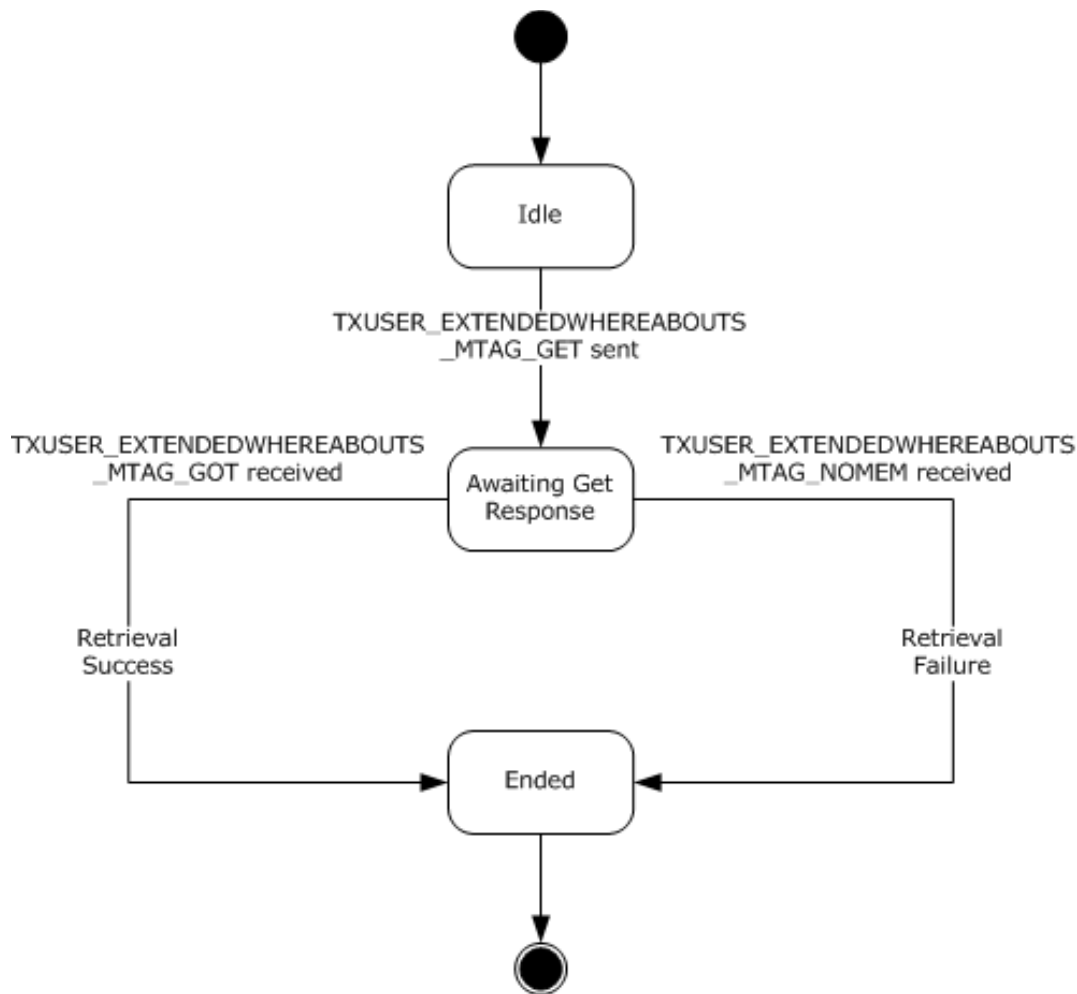 Idle
TXUSER_EXTENDEDWHEREABOUTS
_MTAG_GET sent
TXUSER_EXTENDEDWHEREABOUTS
_MTAG_GOT received
TXUSER_EXTENDEDWHEREABOUTS
_MTAG_NOMEM received
Awaiting Get
Response
Retrieval
Success
Retrieval
Failure
Ended